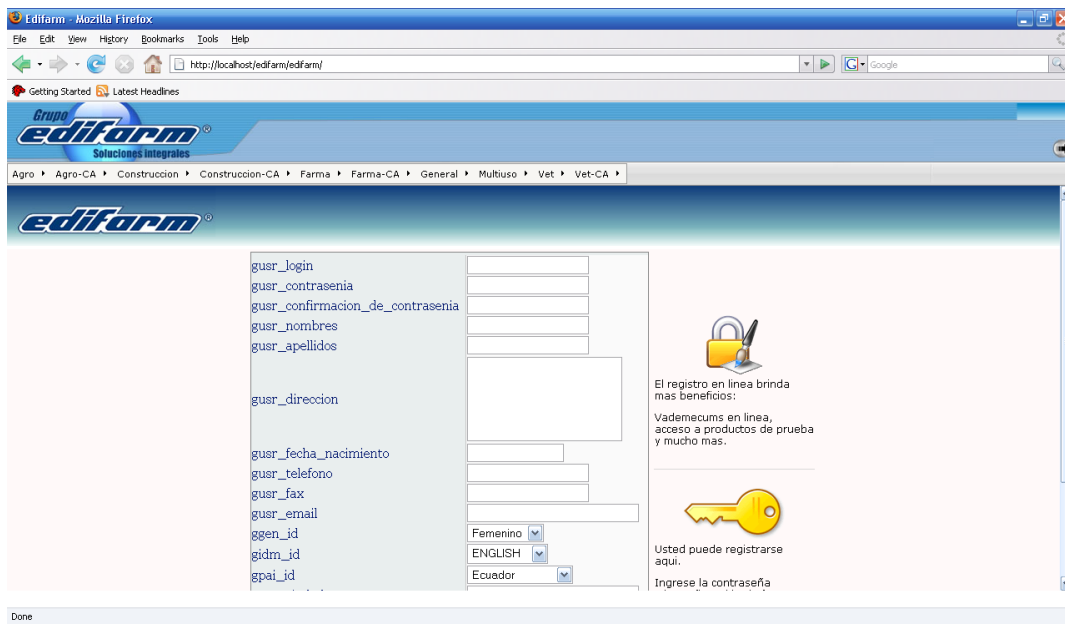 Edifarm - Mozilla Firefox
File Edit View History Bookmarks Tools Help
http://localhost/edifarm/edifarm/
Google
Getting Started Latest Headlines
Grupo
edifarm®
Soluciones integrales
Agro Agro-CA Construccion Construccion-CA Farma Farma-CA General Multiuso Vet Vet-CA
edifarm®
gusr_login
gusr_contrasenia
gusr_confirmacion_de_contrasenia
gusr_nombres
gusr_apellidos
gusr_direccion
gusr_fecha_nacimiento
gusr_telefono
gusr_fax
gusr_email
ggen_id Femenino
gidm_id ENGLISH
gpai_id Ecuador
El registro en linea brinda
mas beneficios:
Vademecums en linea,
acceso a productos de prueba
y mucho mas.
Usted puede registrarse
aqui.
Ingrese la contraseña
Done